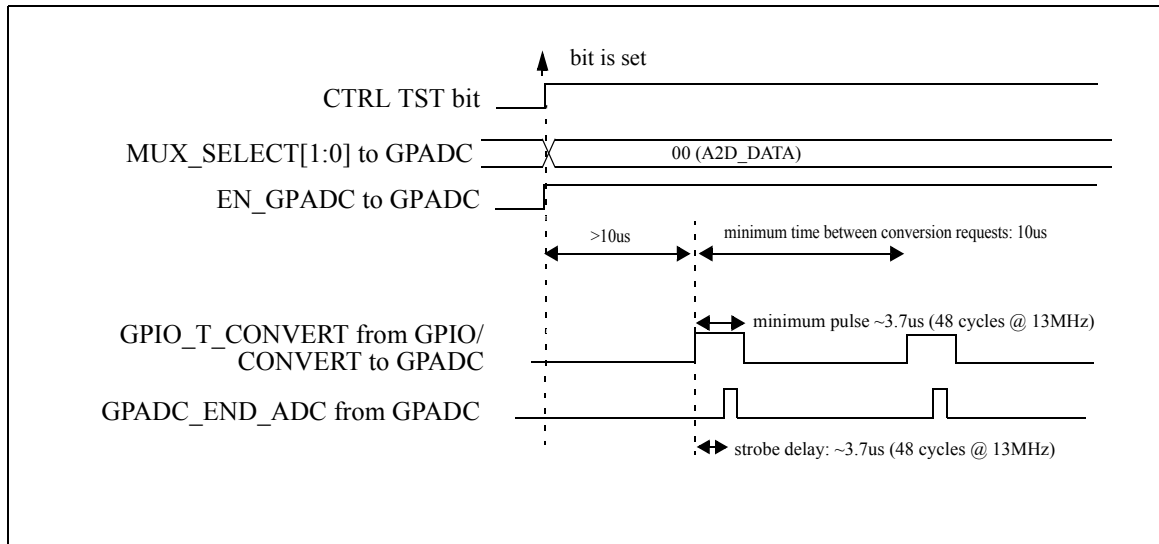 bit is set
CTRL TST bit
MUX_SELECT[1:0] to GPADC
00 (A2D_DATA)
EN_GPADC to GPADC
>10us
minimum time between conversion requests: 10us
minimum pulse ~3.7us (48 cycles @ 13MHz)
GPIO_T_CONVERT from GPIO/
CONVERT to GPADC
GPADC_END_ADC from GPADC
strobe delay: ~3.7us (48 cycles @ 13MHz)